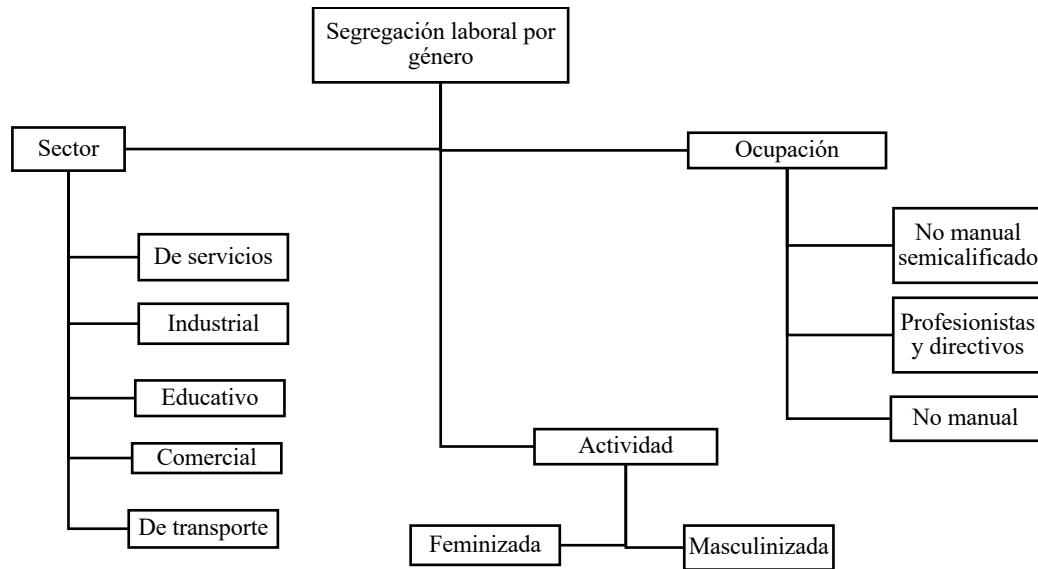 Segregación laboral por
género
Sector
De servicios
Industrial
Educativo
Comercial
De transporte
Actividad
Feminizada
Masculinizada
Ocupación
No manual
semicalificado
Profesionistas
y directivos
No manual